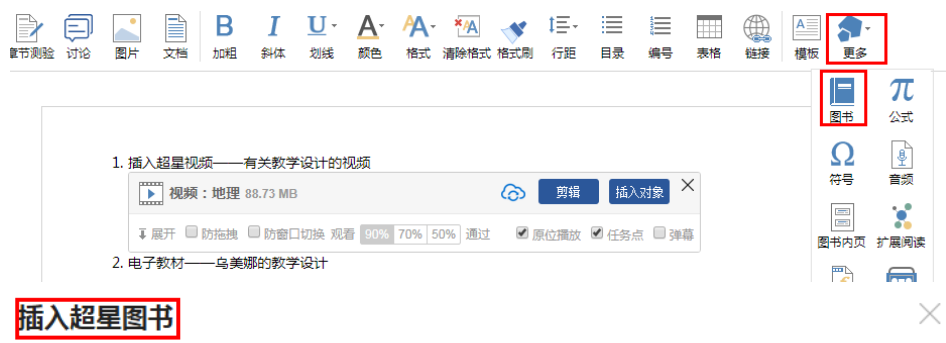 章节测验 讨论 图片 文档 加粗 斜体 划线 颜色 格式 清除格式 格式刷 行距 目录 编号 表格 链接 模板 更多
图书 公式
1. 插入超星视频——有关教学设计的视频
符号 音频
视频：地理 88.73 MB 剪辑 插入对象
展开 防拖拽 防窗口切换 观看 90% 70% 50% 通过 原位播放 任务点 弹幕
图书内页 扩展阅读
2. 电子教材——乌美娜的教学设计
插入超星图书